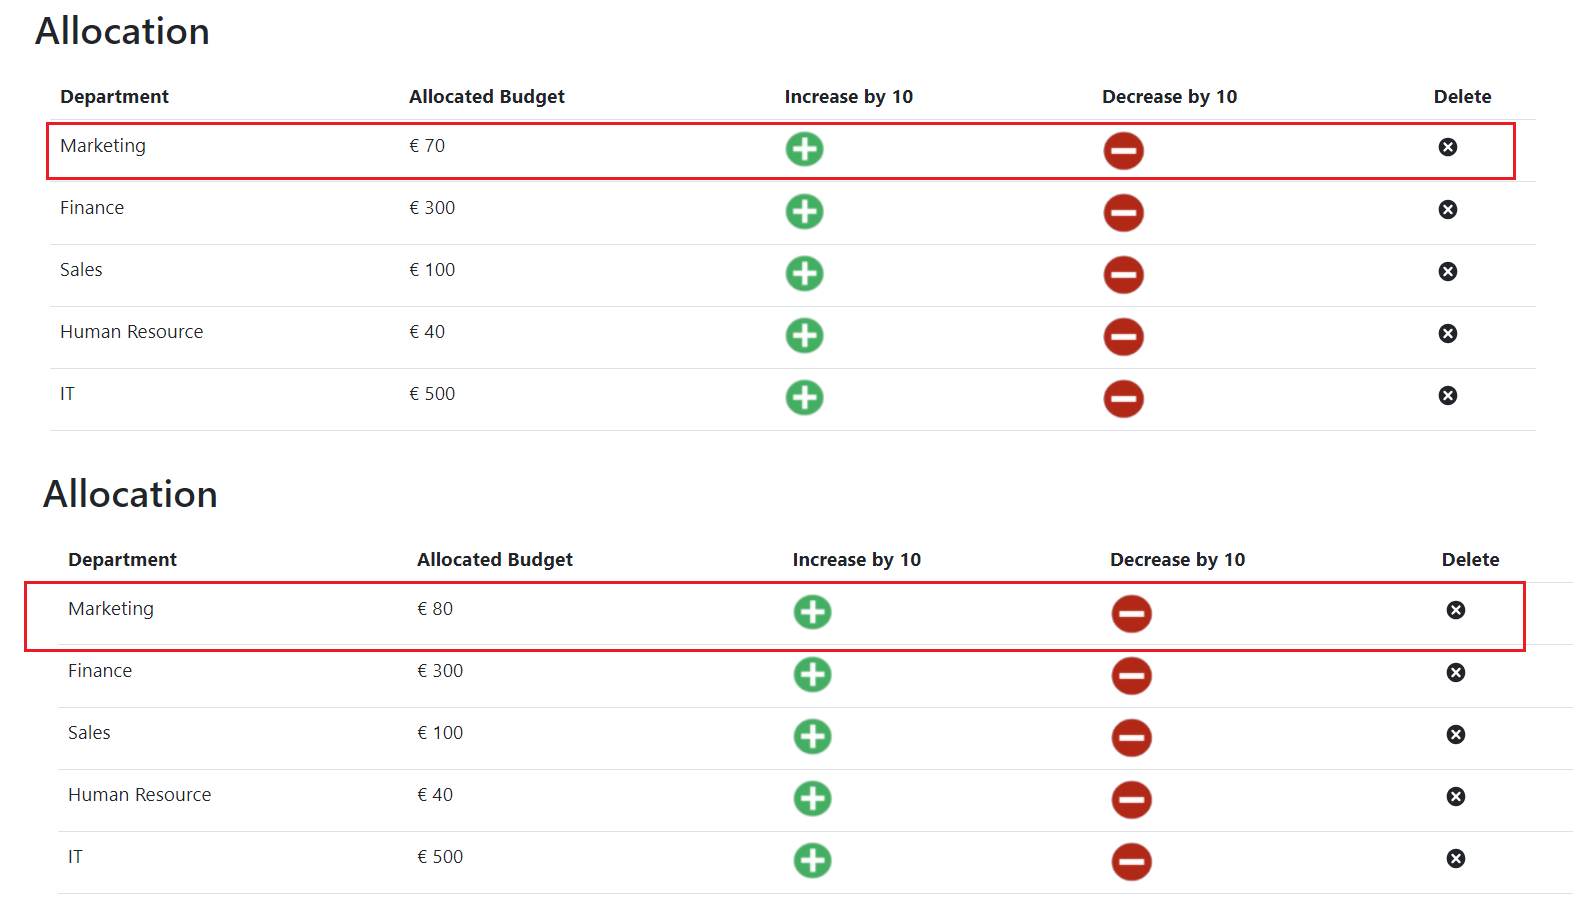 Allocation
Department Allocated Budget Increase by 10 Decrease by 10 Delete
Marketing € 70
Finance € 300
Sales € 100
Human Resource € 40
IT € 500
Allocation
Department Allocated Budget Increase by 10 Decrease by 10 Delete
Marketing € 80
Finance € 300
Sales € 100
Human Resource € 40
IT € 500